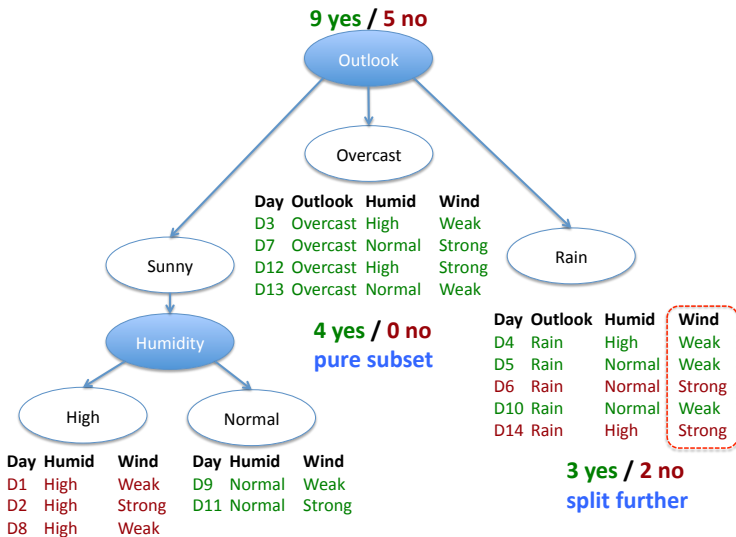 9 yes / 5 no
Outlook
Overcast
Day Outlook Humid Wind
D3 Overcast High Weak
D7 Overcast Normal Strong
D12 Overcast High Strong
D13 Overcast Normal Weak
4 yes / 0 no
pure subset
Sunny
Humidity
High
Normal
Day Humid Wind
D1 High Weak
D2 High Strong
D8 High Weak
Day Humid Wind
D9 Normal Weak
D11 Normal Strong
Rain
Day Outlook Humid Wind
D4 Rain High Weak
D5 Rain Normal Weak
D6 Rain Normal Strong
D10 Rain Normal Weak
D14 Rain High Strong
3 yes / 2 no
split further